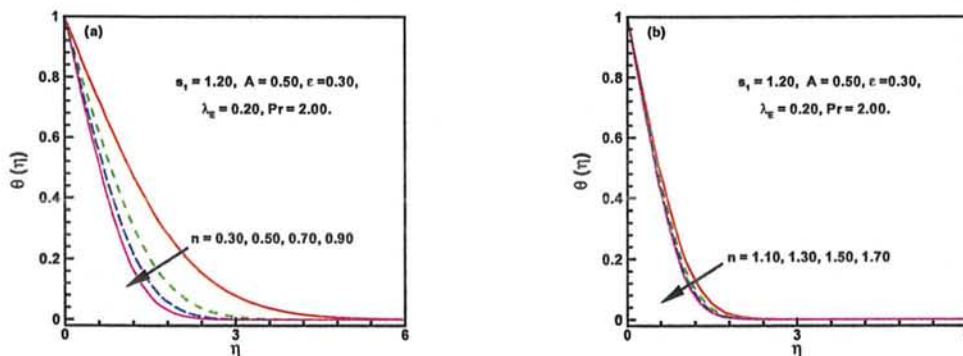 (a)
s₁ = 1.20, A = 0.50, ε = 0.30,
λ_E = 0.20, Pr = 2.00.
n = 0.30, 0.50, 0.70, 0.90
θ (η)
1
0.8
0.6
0.4
0.2
0
0 3 6
η
(b)
s₁ = 1.20, A = 0.50, ε = 0.30,
λ_E = 0.20, Pr = 2.00.
n = 1.10, 1.30, 1.50, 1.70
θ (η)
1
0.8
0.6
0.4
0.2
0
0 3
η